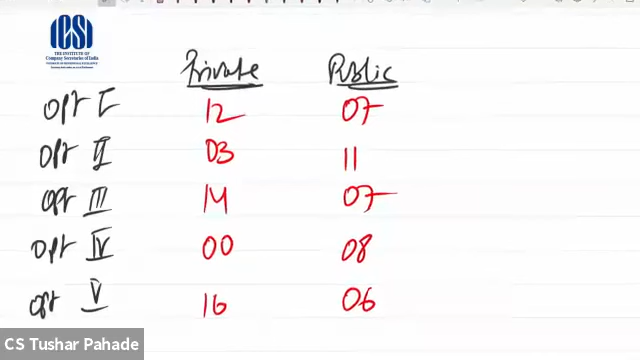 ICSI
THE INSTITUTE OF
Company Secretaries of India
Private Public
opt I 12 07
opt II 03 11
opt III 14 07
opt IV 00 08
opt V 16 06
CS Tushar Pahade